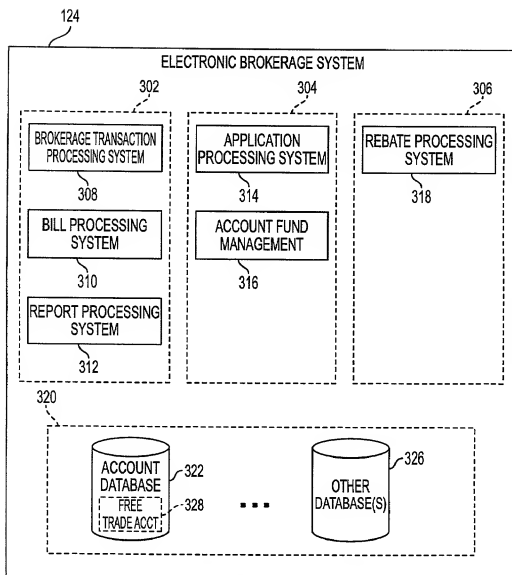 124
ELECTRONIC BROKERAGE SYSTEM
302
304
306
BROKERAGE TRANSACTION
PROCESSING SYSTEM
308
BILL PROCESSING
SYSTEM
310
REPORT PROCESSING
SYSTEM
312
APPLICATION
PROCESSING SYSTEM
314
ACCOUNT FUND
MANAGEMENT
316
REBATE PROCESSING
SYSTEM
318
320
ACCOUNT
DATABASE
322
FREE
TRADE ACCT
328
OTHER
DATABASE(S)
326